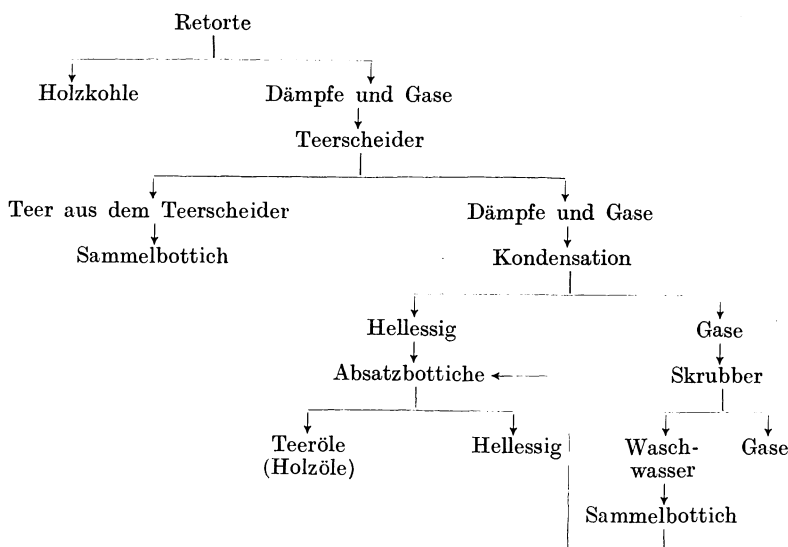 Retorte
Holzkohle Dämpfe und Gase
Teerscheider
Teer aus dem Teerscheider Dämpfe und Gase
Sammelbottich Kondensation
Hellessig Gase
Absatzbottiche Skrubber
Teeröle Hellessig Wasch- Gase
(Holzöle) wasser
Sammelbottich